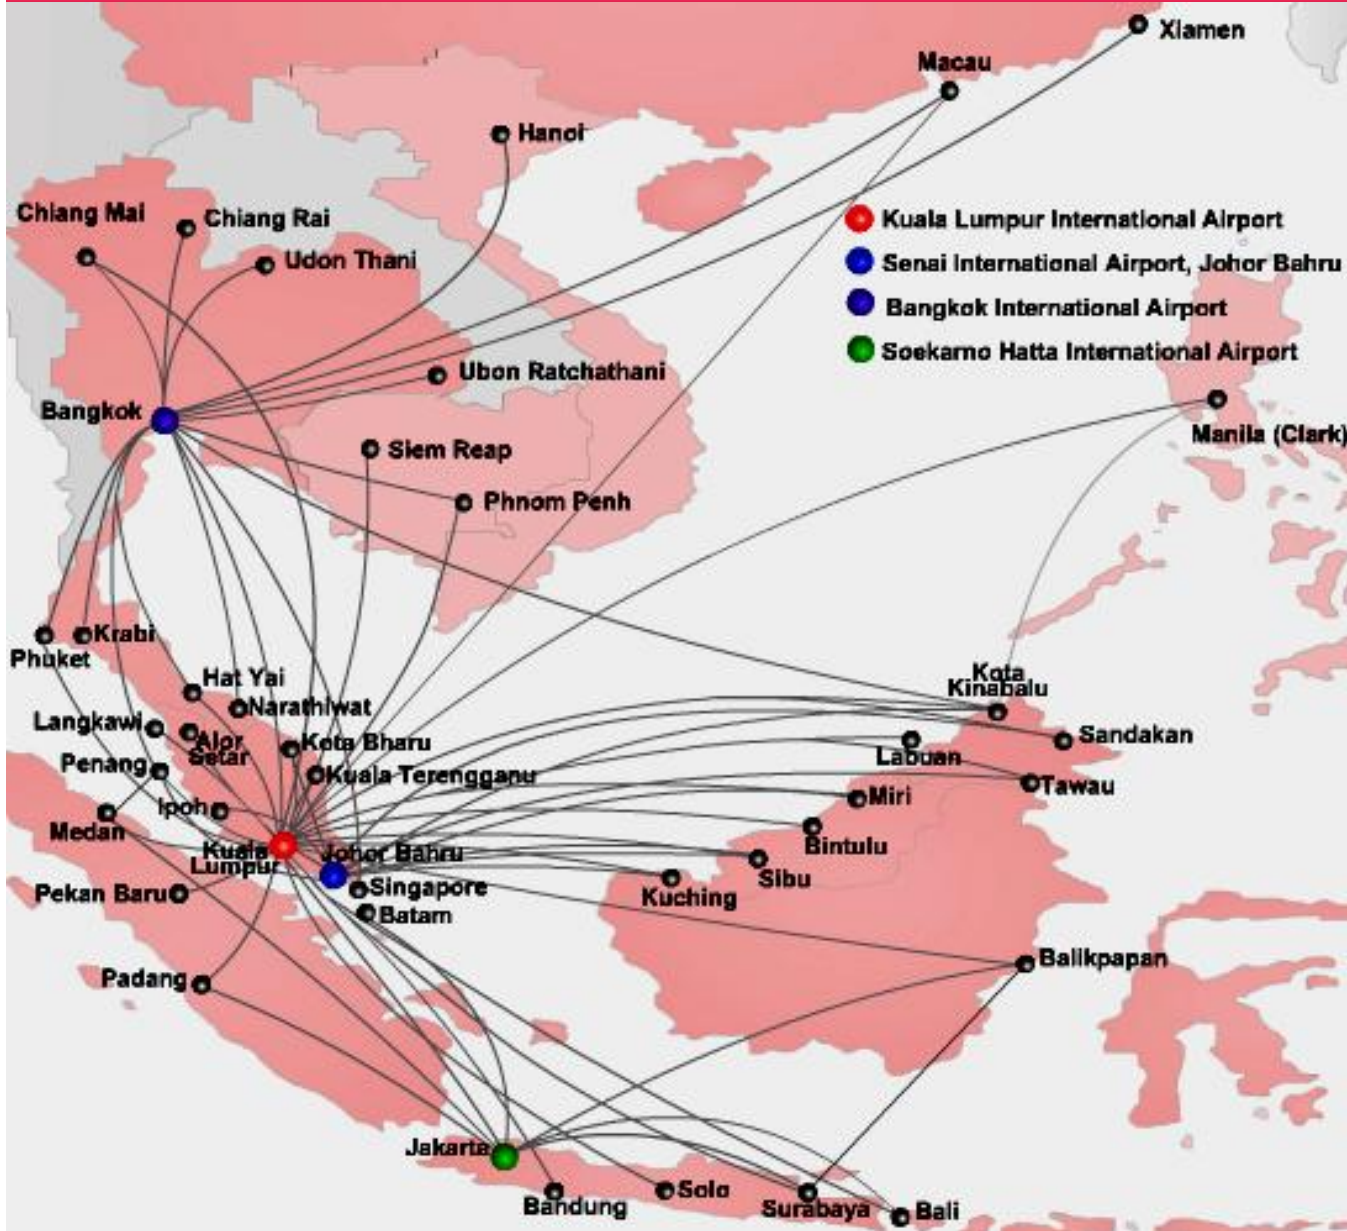 Xiamen
Macau
Hanoi
Chiang Mai
Chiang Rai
Kuala Lumpur International Airport
Udon Thani
Senai International Airport, Johor Bahru
Bangkok International Airport
Soekarno Hatta International Airport
Ubon Ratchathani
Bangkok
Manila (Clark)
Siem Reap
Phnom Penh
Krabi
Phuket
Hat Yai
Kota
Kinabalu
Narathiwat
Langkawi
Alor
Setar
Kota Bharu
Sandakan
Labuan
Penang
Kuala Terengganu
Tawau
Miri
Ipoh
Medan
Bintulu
Kuala
Lumpur
Johor Bahru
Sibu
Pekan Baru
Singapore
Kuching
Batam
Balikpapan
Padang
Jakarta
Solo
Bandung
Surabaya
Bali